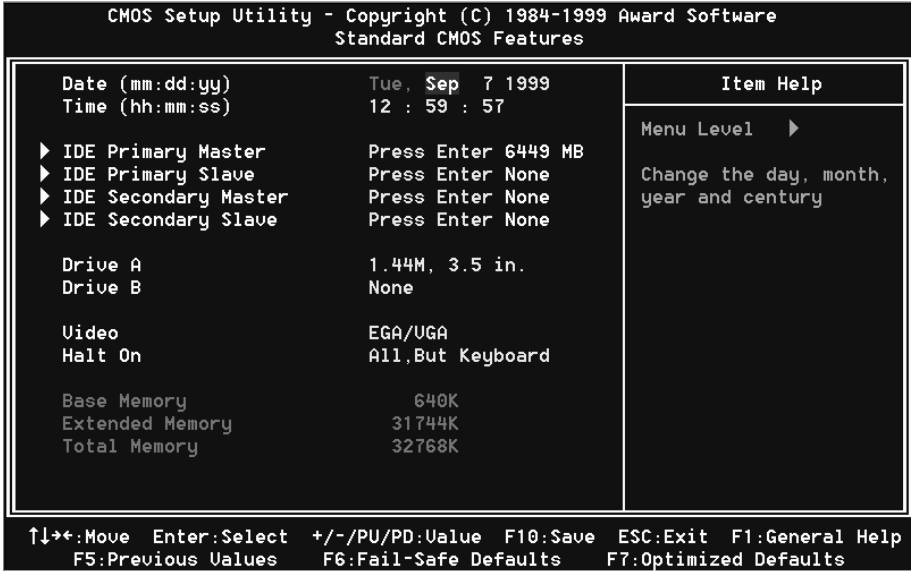 CMOS Setup Utility - Copyright (C) 1984-1999 Award Software
Standard CMOS Features
Date (mm:dd:yy) Tue, Sep 7 1999
Time (hh:mm:ss) 12 : 59 : 57
IDE Primary Master Press Enter 6449 MB
IDE Primary Slave Press Enter None
IDE Secondary Master Press Enter None
IDE Secondary Slave Press Enter None
Drive A 1.44M, 3.5 in.
Drive B None
Video EGA/VGA
Halt On All,But Keyboard
Base Memory 640K
Extended Memory 31744K
Total Memory 32768K
Item Help
Menu Level
Change the day, month,
year and century
↑↓→←:Move Enter:Select +/-/PU/PD:Value F10:Save ESC:Exit F1:General Help
F5:Previous Values F6:Fail-Safe Defaults F7:Optimized Defaults